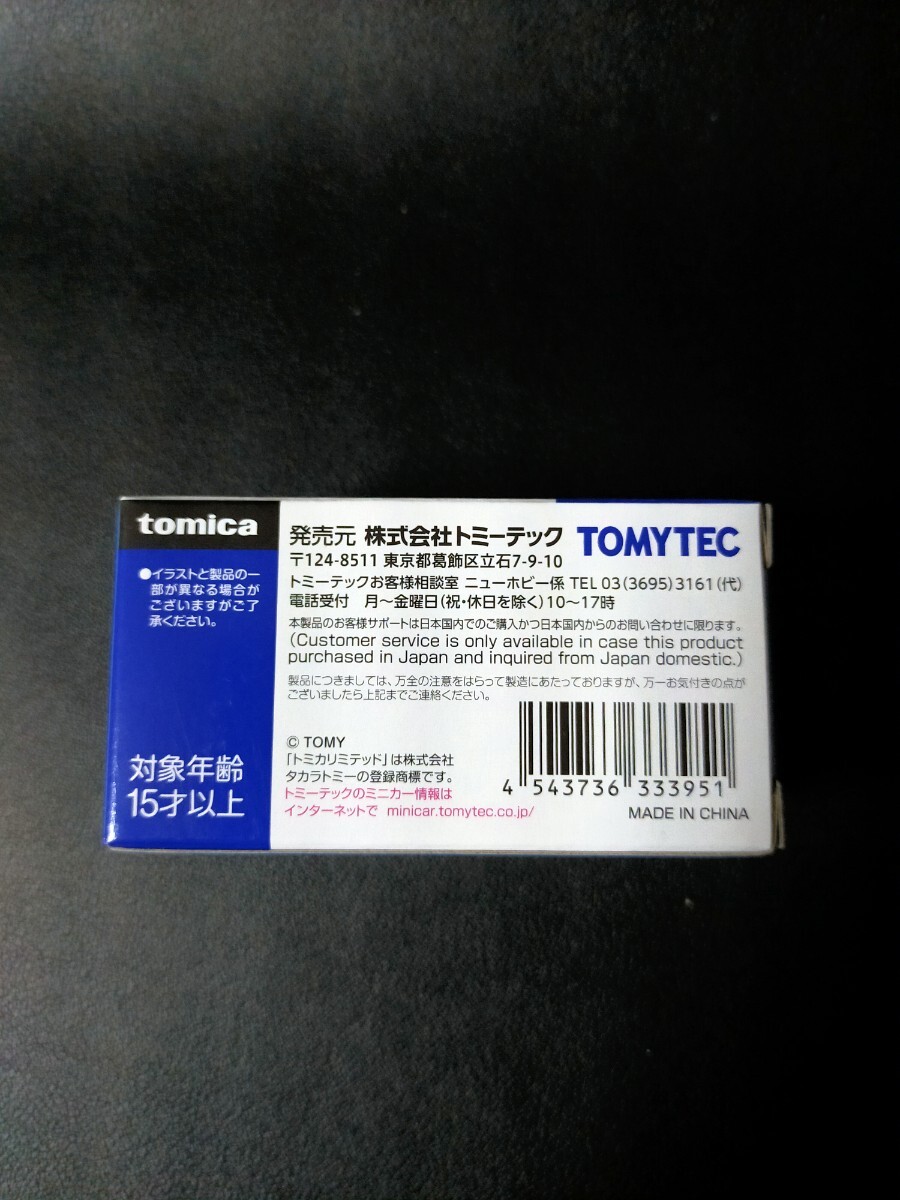 tomica
●イラストと製品の一
部が異なる場合が
ございますがご了
承ください。
対象年齢
15才以上
発売元 株式会社トミーテック TOMYTEC
〒124-8511 東京都葛飾区立石7-9-10
トミーテックお客様相談室 ニューホビー係 TEL 03(3695)3161(代)
電話受付 月〜金曜日(祝・休日を除く)10〜17時
本製品のお客様サポートは日本国内でのご購入かつ日本国内からのお問い合わせに限ります。
(Customer service is only available in case this product
purchased in Japan and inquired from Japan domestic.)
製品につきましては、万全の注意をはらって製造にあたっておりますが、万一お気付きの点が
ございましたら上記までご連絡ください。
© TOMY
「トミカリミテッド」は株式会社
タカラトミーの登録商標です。
トミーテックのミニカー情報は
インターネットで minicar.tomytec.co.jp/
4 543736 333951
MADE IN CHINA